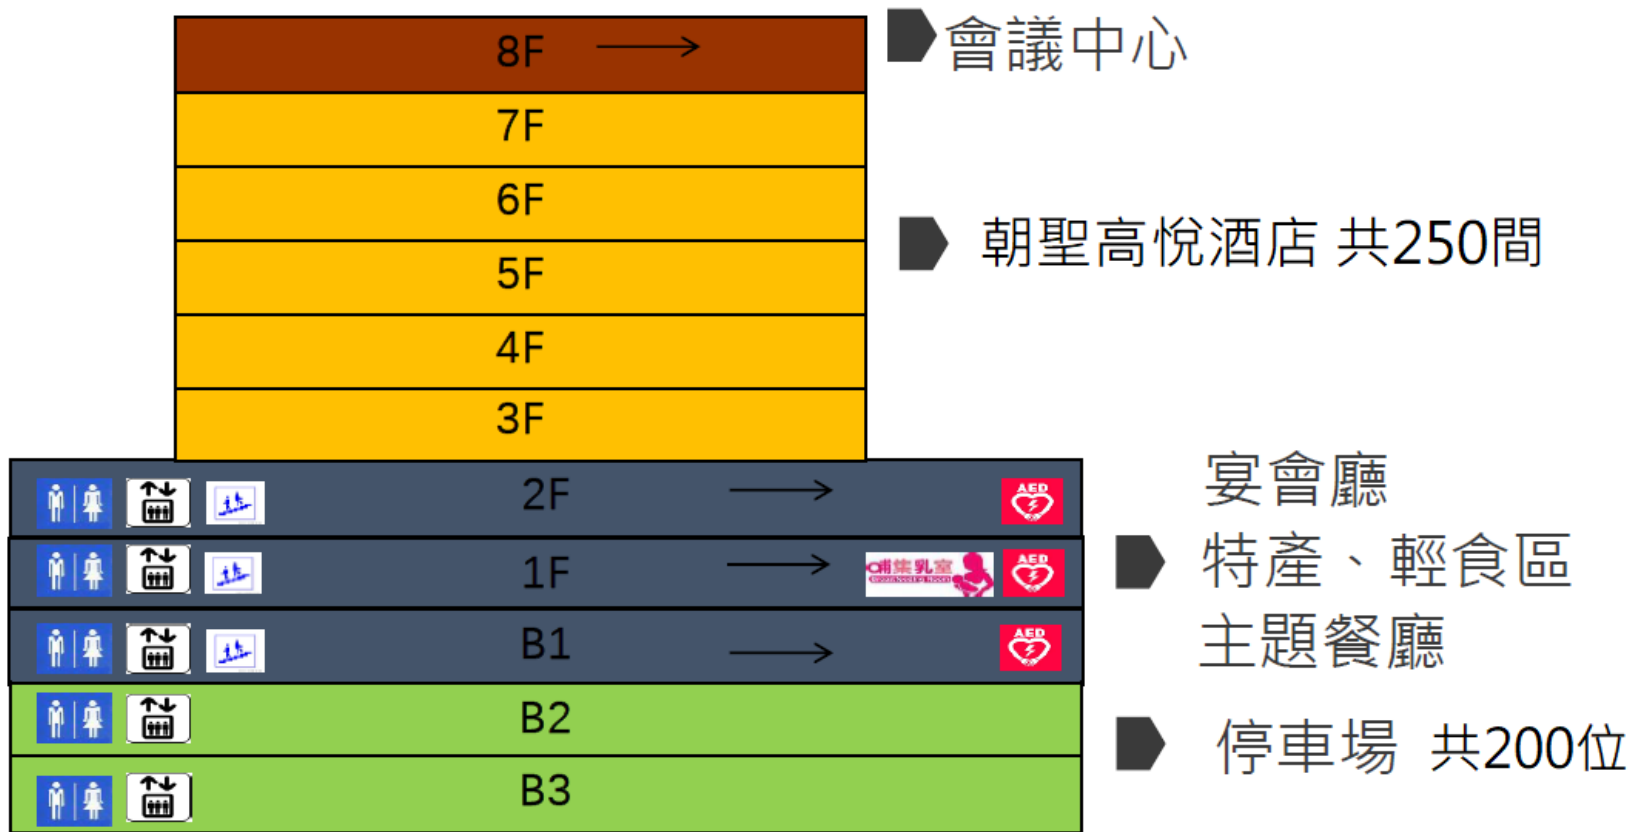 8F
會議中心
7F
6F
朝聖高悅酒店 共250間
5F
4F
3F
2F
AED
宴會廳
1F
哺集乳室
AED
特產、輕食區
B1
AED
主題餐廳
B2
停車場 共200位
B3